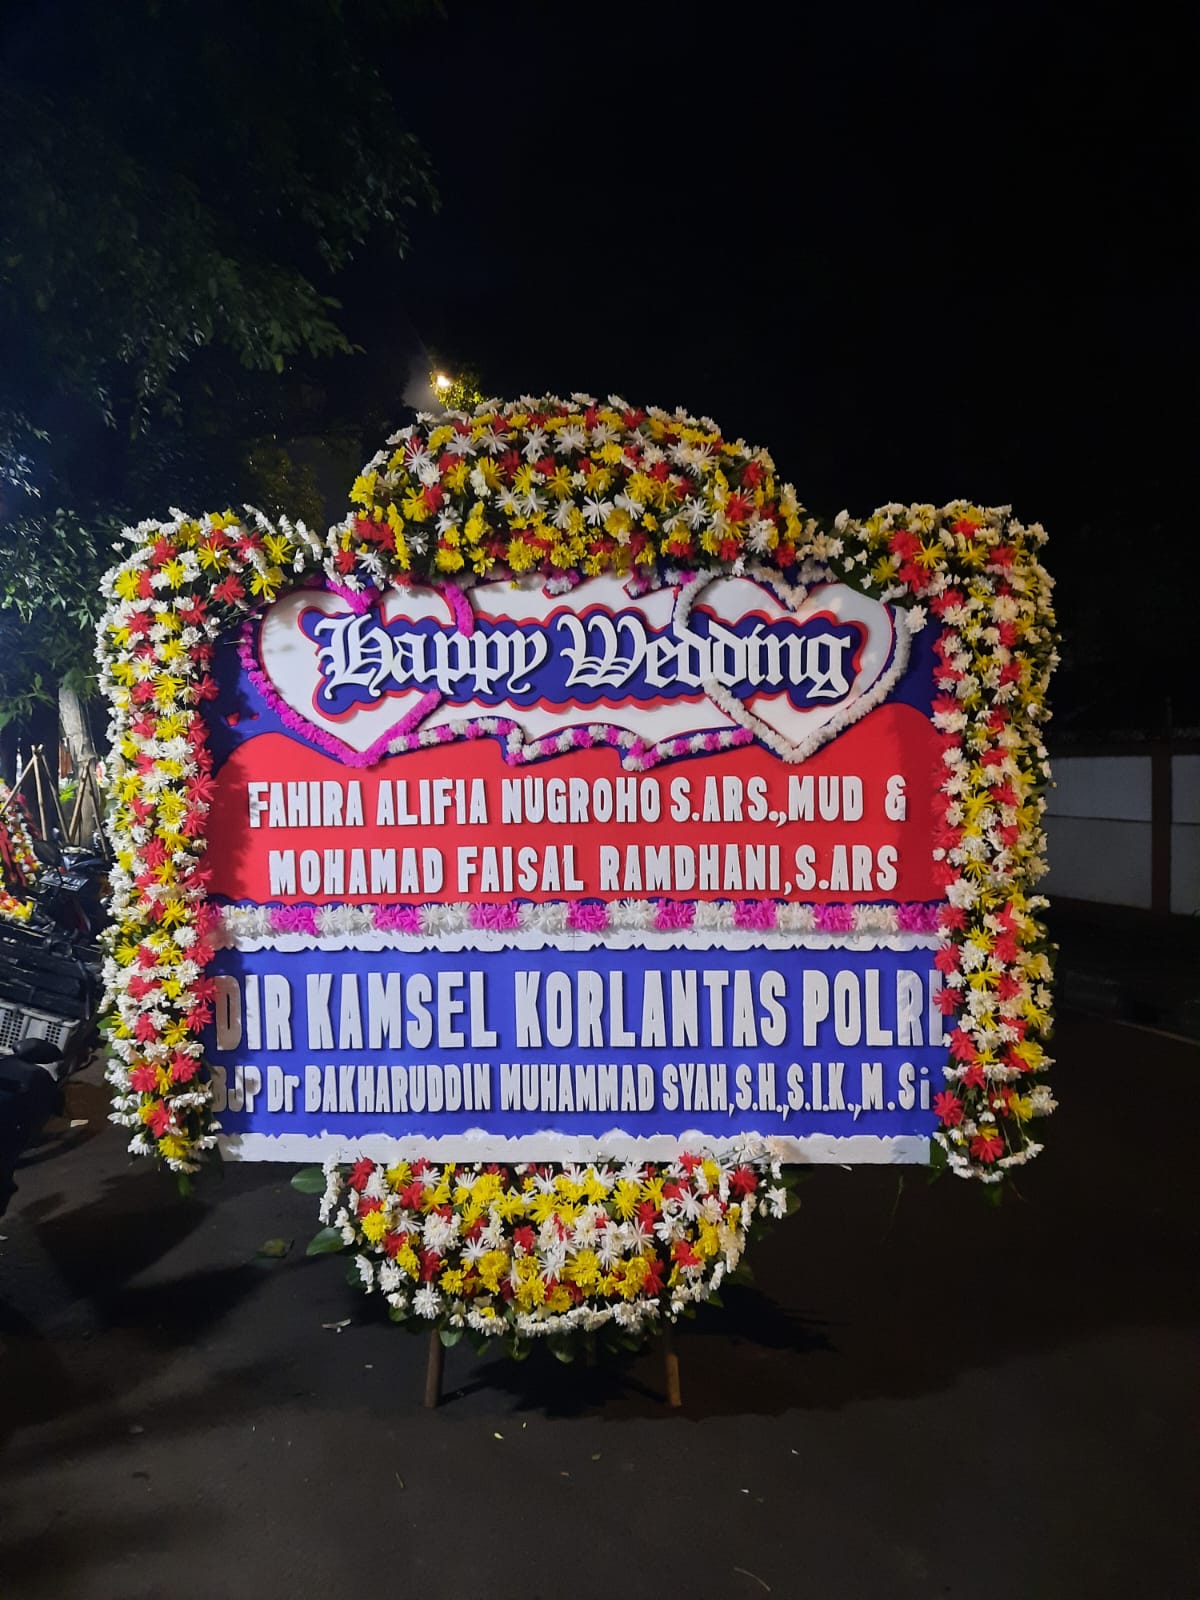 Happy Wedding
FAHIRA ALIFIA NUGROHO S.ARS.,MUD &
MOHAMAD FAISAL RAMDHANI,S.ARS
DIR KAMSEL KORLANTAS POLRI
BJP Dr BAKHARUDDIN MUHAMMAD SYAH,S.H.,S.I.K.,M.Si